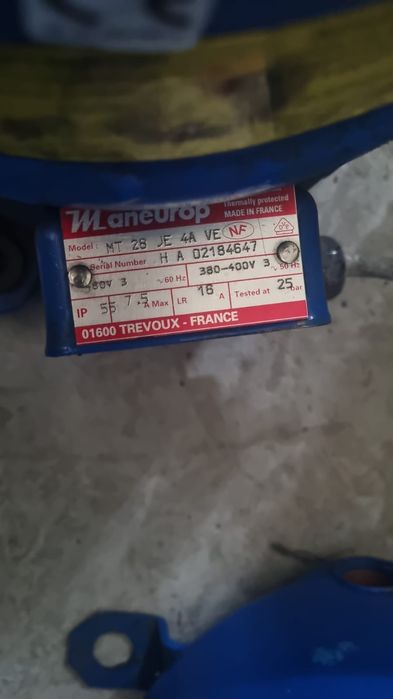 Maneurop
Thermally protected
MADE IN FRANCE
Model: MT 28 JE 4A VE NF
Serial Number H A 02184647
60V 3 ~ 60 Hz 380-400V 3 ~ 50 Hz
IP 55 7.5 A Max LR 16 A Tested at 25 bar
01600 TREVOUX - FRANCE